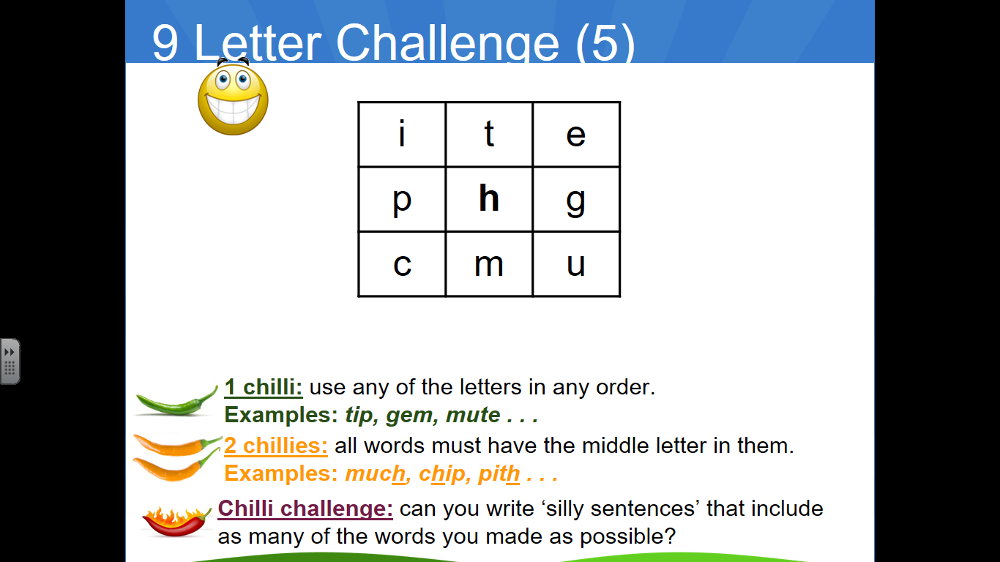 9 Letter Challenge (5)
i t e
p h g
c m u
1 chilli: use any of the letters in any order.
Examples: tip, gem, mute . . .
2 chillies: all words must have the middle letter in them.
Examples: much, chip, pith . . .
Chilli challenge: can you write ‘silly sentences’ that include
as many of the words you made as possible?